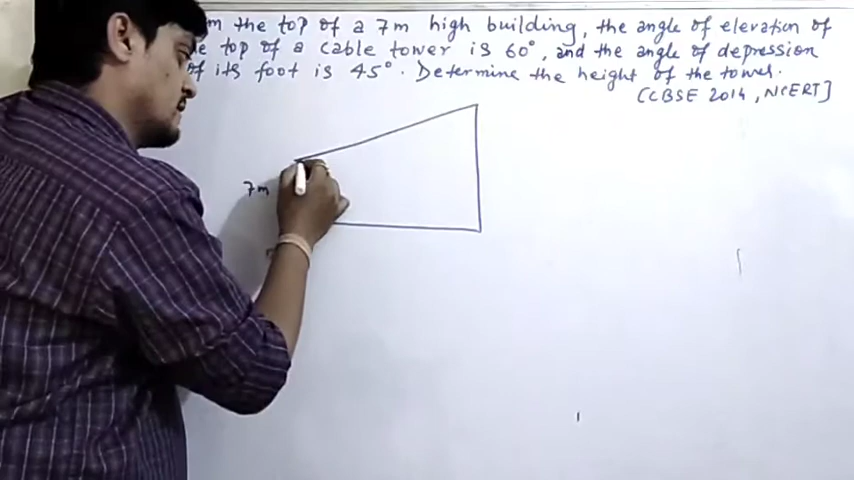 m the top of a 7m high building, the angle of elevation of
top of a cable tower is 60°, and the angle of depression
of its foot is 45°. Determine the height of the tower.
[CBSE 2014, NCERT]
7m